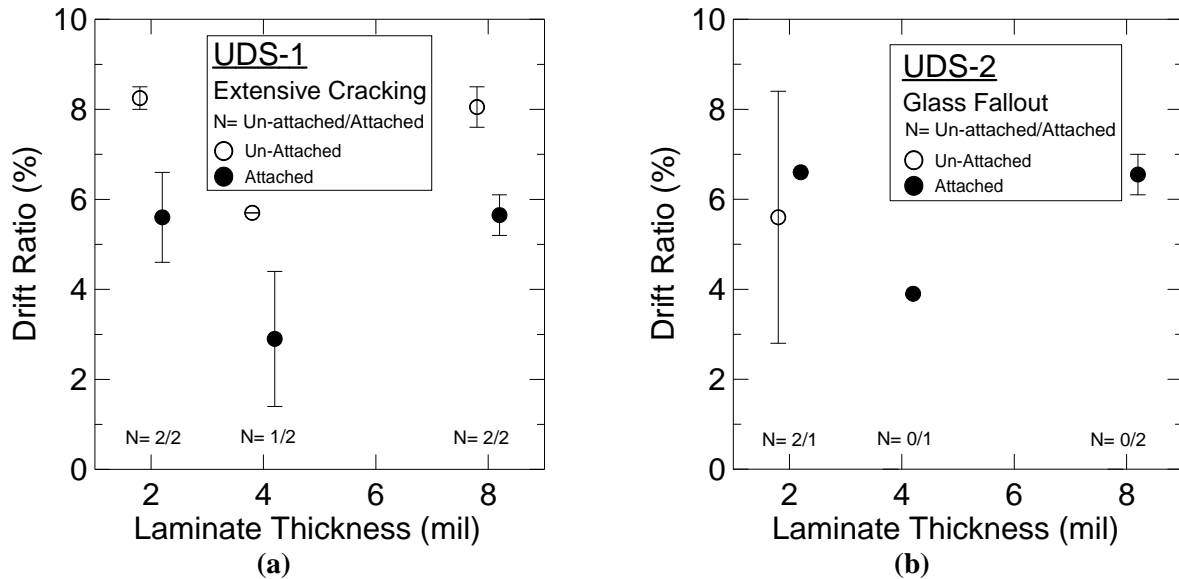 10
8
6
4
2
0
Drift Ratio (%)
UDS-1
Extensive Cracking
N= Un-attached/Attached
Un-Attached
Attached
N= 2/2
N= 1/2
N= 2/2
2
4
6
8
Laminate Thickness (mil)
(a)
10
8
6
4
2
0
Drift Ratio (%)
UDS-2
Glass Fallout
N= Un-attached/Attached
Un-Attached
Attached
N= 2/1
N= 0/1
N= 0/2
2
4
6
8
Laminate Thickness (mil)
(b)